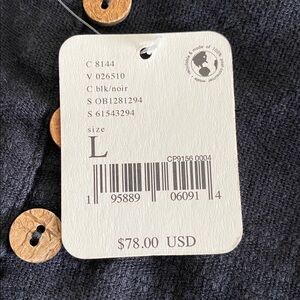 C 8144
V 026510
C blk/noir
S OB1281294
S 61543294
size
L
CP9156 0004
1 95889 06091 4
$78.00 USD